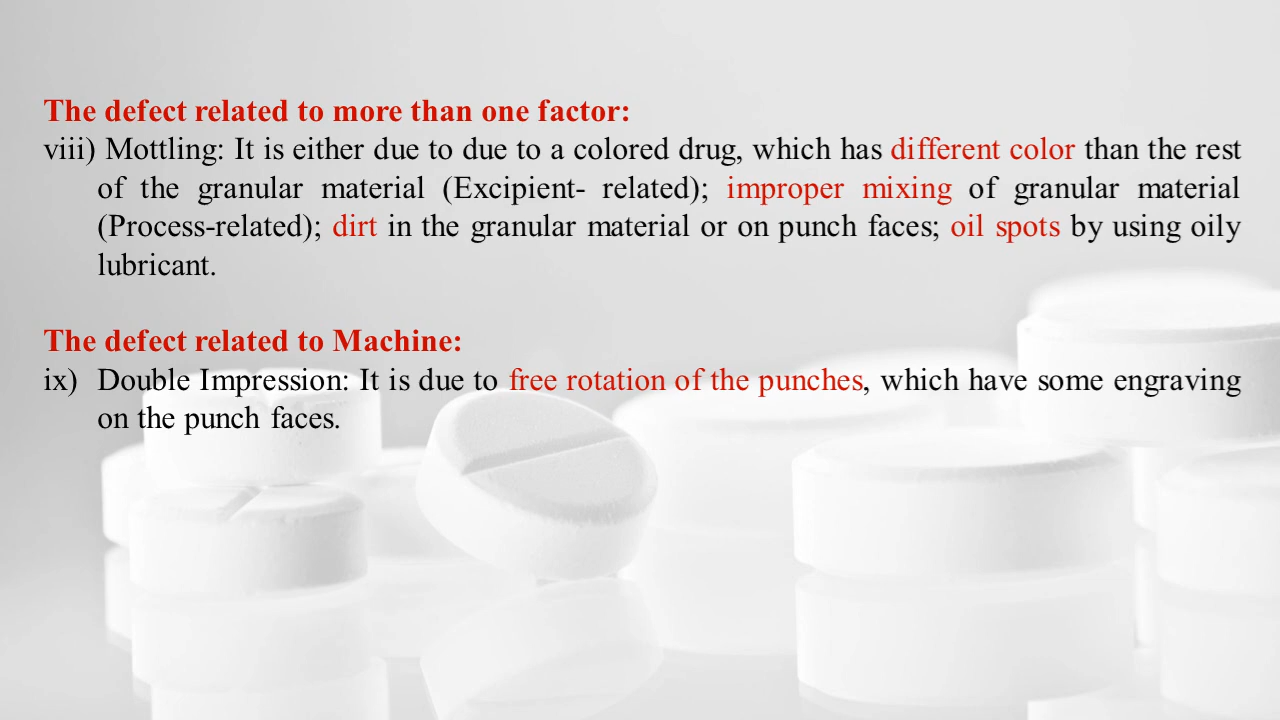 The defect related to more than one factor:
viii) Mottling: It is either due to due to a colored drug, which has different color than the rest
of the granular material (Excipient- related); improper mixing of granular material
(Process-related); dirt in the granular material or on punch faces; oil spots by using oily
lubricant.
The defect related to Machine:
ix) Double Impression: It is due to free rotation of the punches, which have some engraving
on the punch faces.